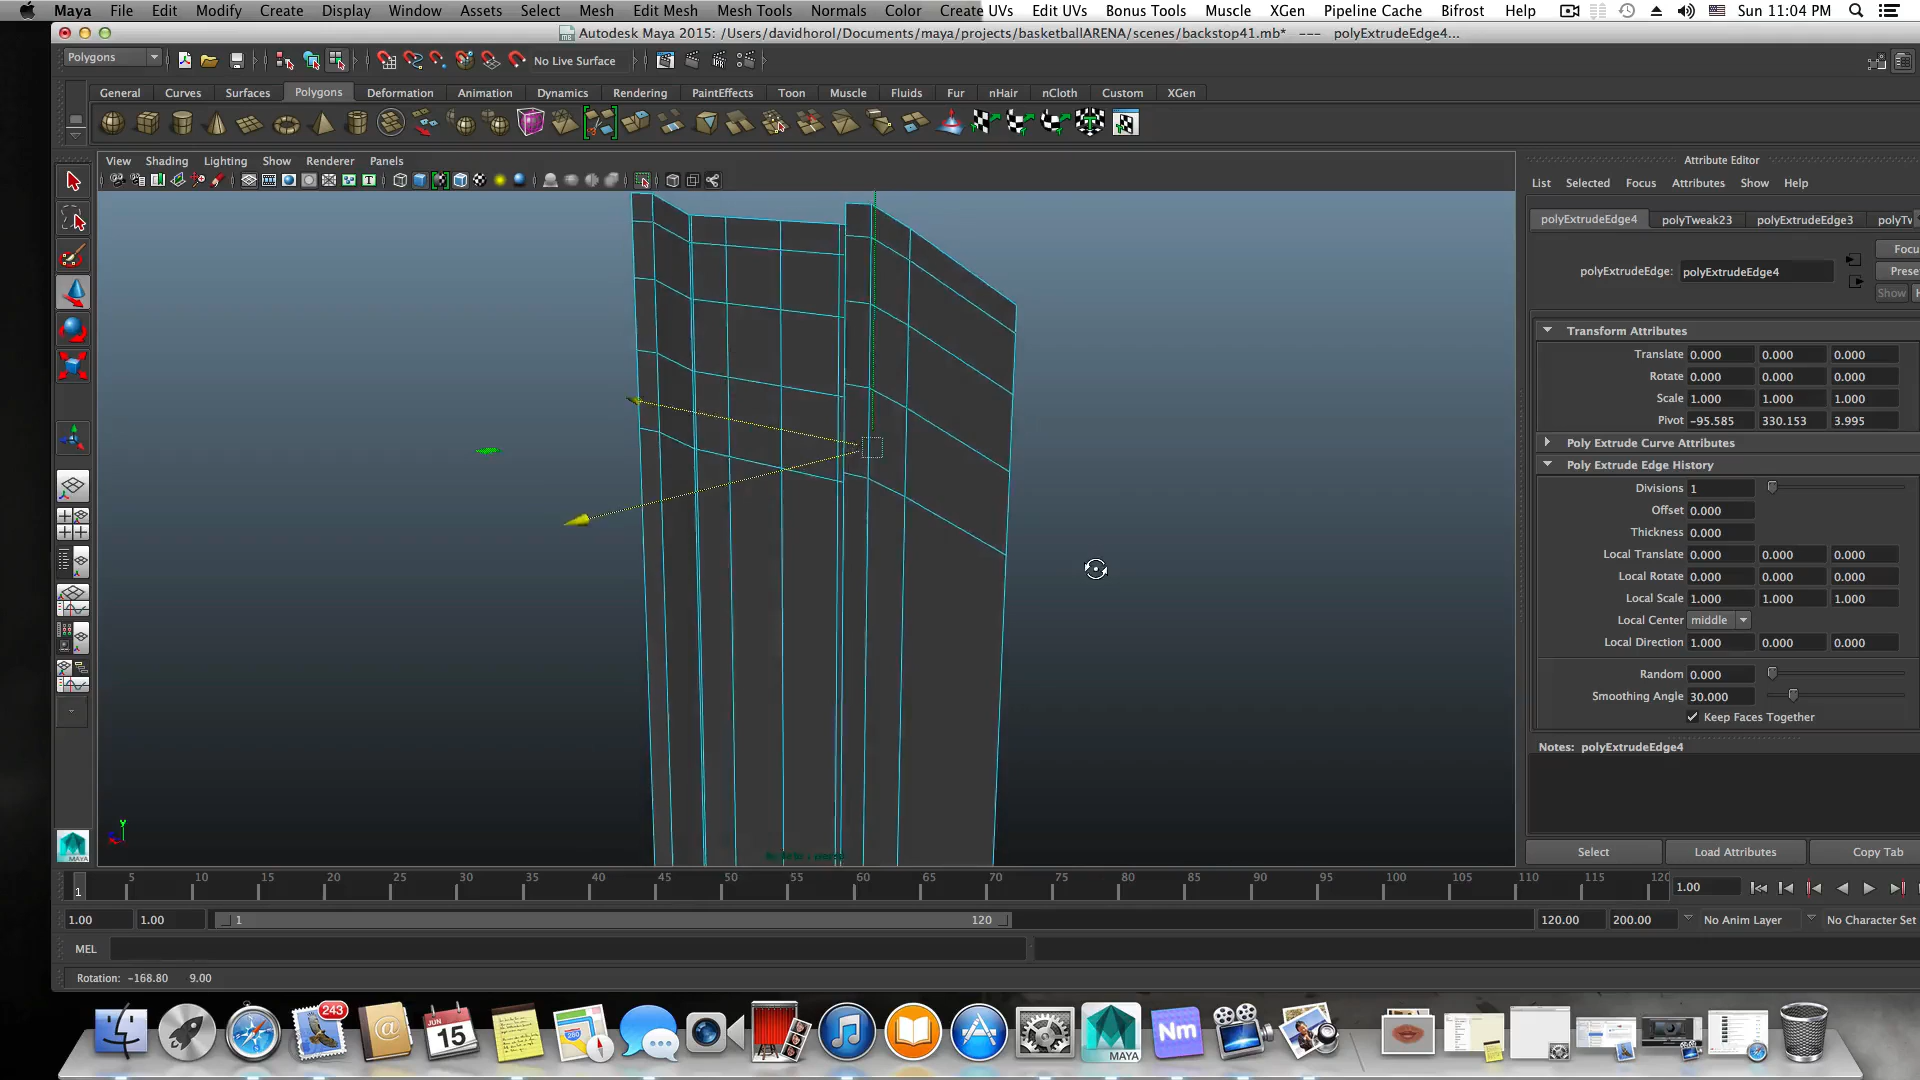 Maya File Edit Modify Create Display Window Assets Select Mesh Edit Mesh Mesh Tools Normals Color Create UVs Edit UVs Bonus Tools Muscle XGen Pipeline Cache Bifrost Help Sun 11:04 PM
Autodesk Maya 2015: /Users/davidhorol/Documents/maya/projects/basketballARENA/scenes/backstop41.mb* --- polyExtrudeEdge4...
Polygons No Live Surface
General Curves Surfaces Polygons Deformation Animation Dynamics Rendering PaintEffects Toon Muscle Fluids Fur nHair nCloth Custom XGen
View Shading Lighting Show Renderer Panels
Attribute Editor
List Selected Focus Attributes Show Help
polyExtrudeEdge4 polyTweak23 polyExtrudeEdge3 polyTv
Focu
polyExtrudeEdge: polyExtrudeEdge4 Prese
Show H
Transform Attributes
Translate 0.000 0.000 0.000
Rotate 0.000 0.000 0.000
Scale 1.000 1.000 1.000
Pivot -95.585 330.153 3.995
Poly Extrude Curve Attributes
Poly Extrude Edge History
Divisions 1
Offset 0.000
Thickness 0.000
Local Translate 0.000 0.000 0.000
Local Rotate 0.000 0.000 0.000
Local Scale 1.000 1.000 1.000
Local Center middle
Local Direction 1.000 0.000 0.000
Random 0.000
Smoothing Angle 30.000
Keep Faces Together
Notes: polyExtrudeEdge4
y
MAYA
Select Load Attributes Copy Tab
1 5 10 15 20 25 30 35 40 45 50 55 60 65 70 75 80 85 90 95 100 105 110 115 120 1.00
1.00 1.00 1 120 120.00 200.00 No Anim Layer No Character Set
MEL
Rotation: -168.80 9.00
243
JUN
15
280
MAYA
Nm